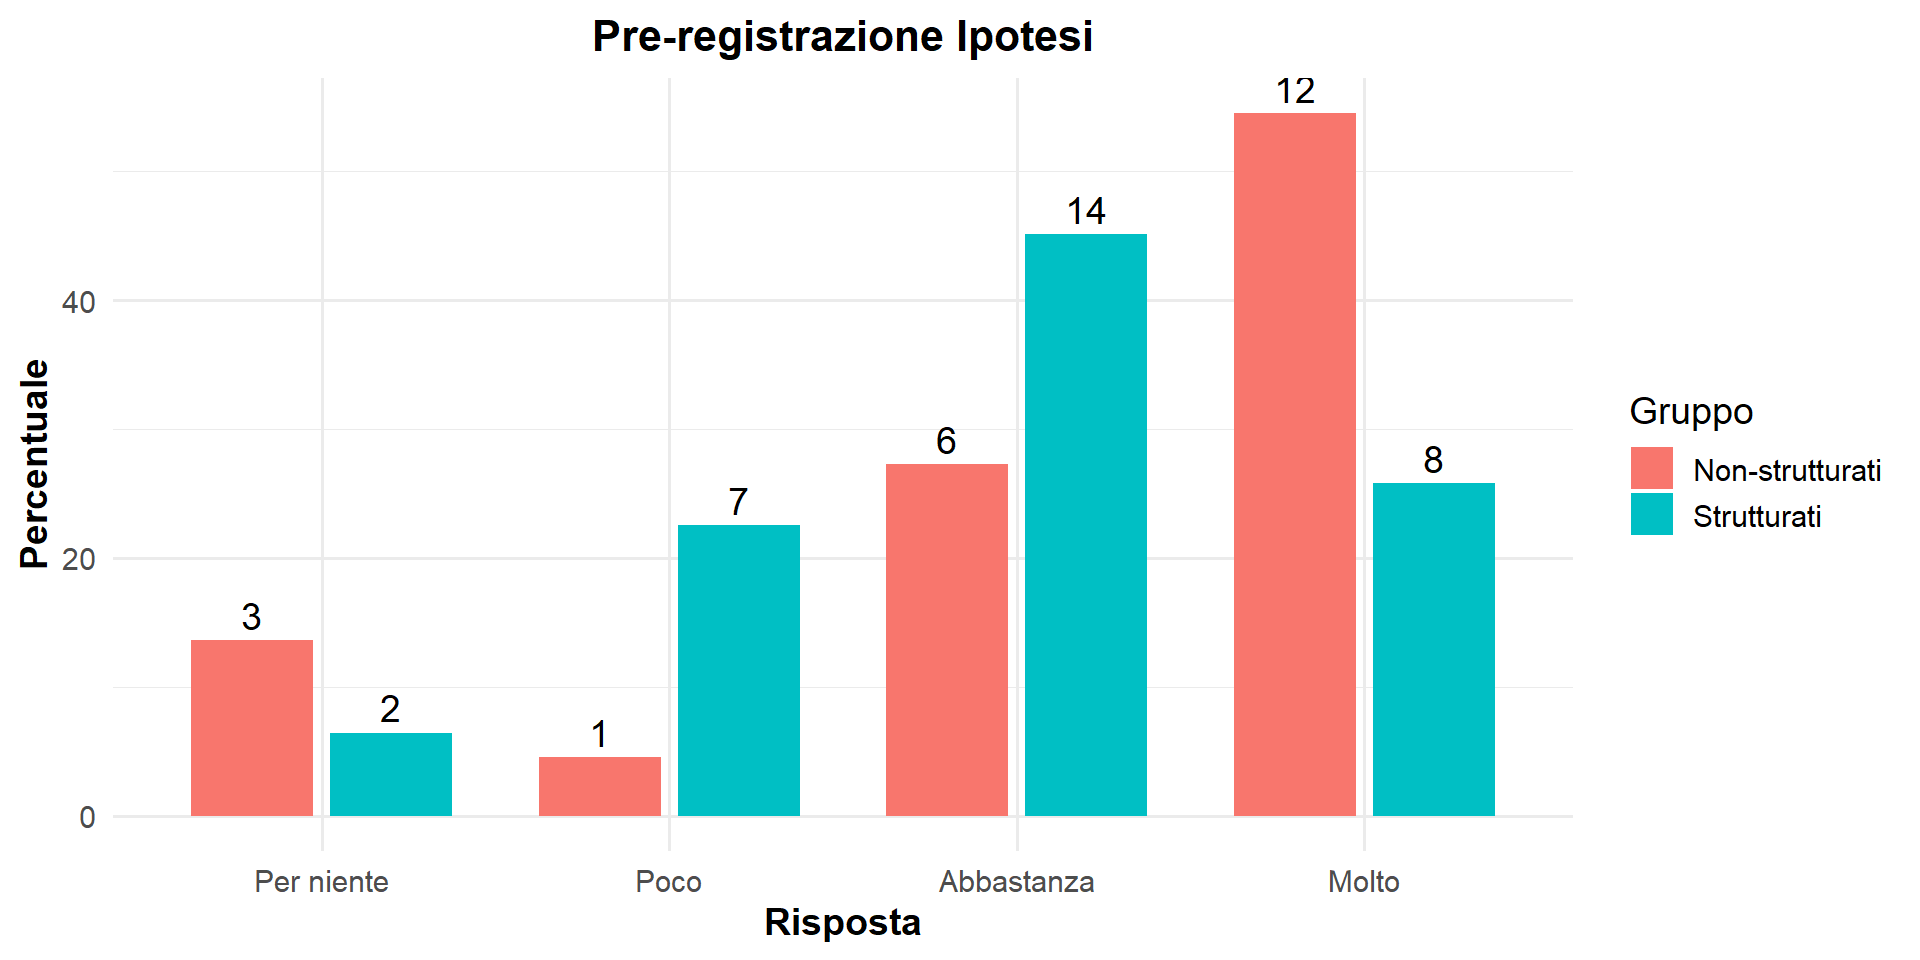 Pre-registrazione Ipotesi
Percentuale
40
20
0
3
2
1
7
6
14
12
8
Per niente
Poco
Abbastanza
Molto
Risposta
Gruppo
Non-strutturati
Strutturati